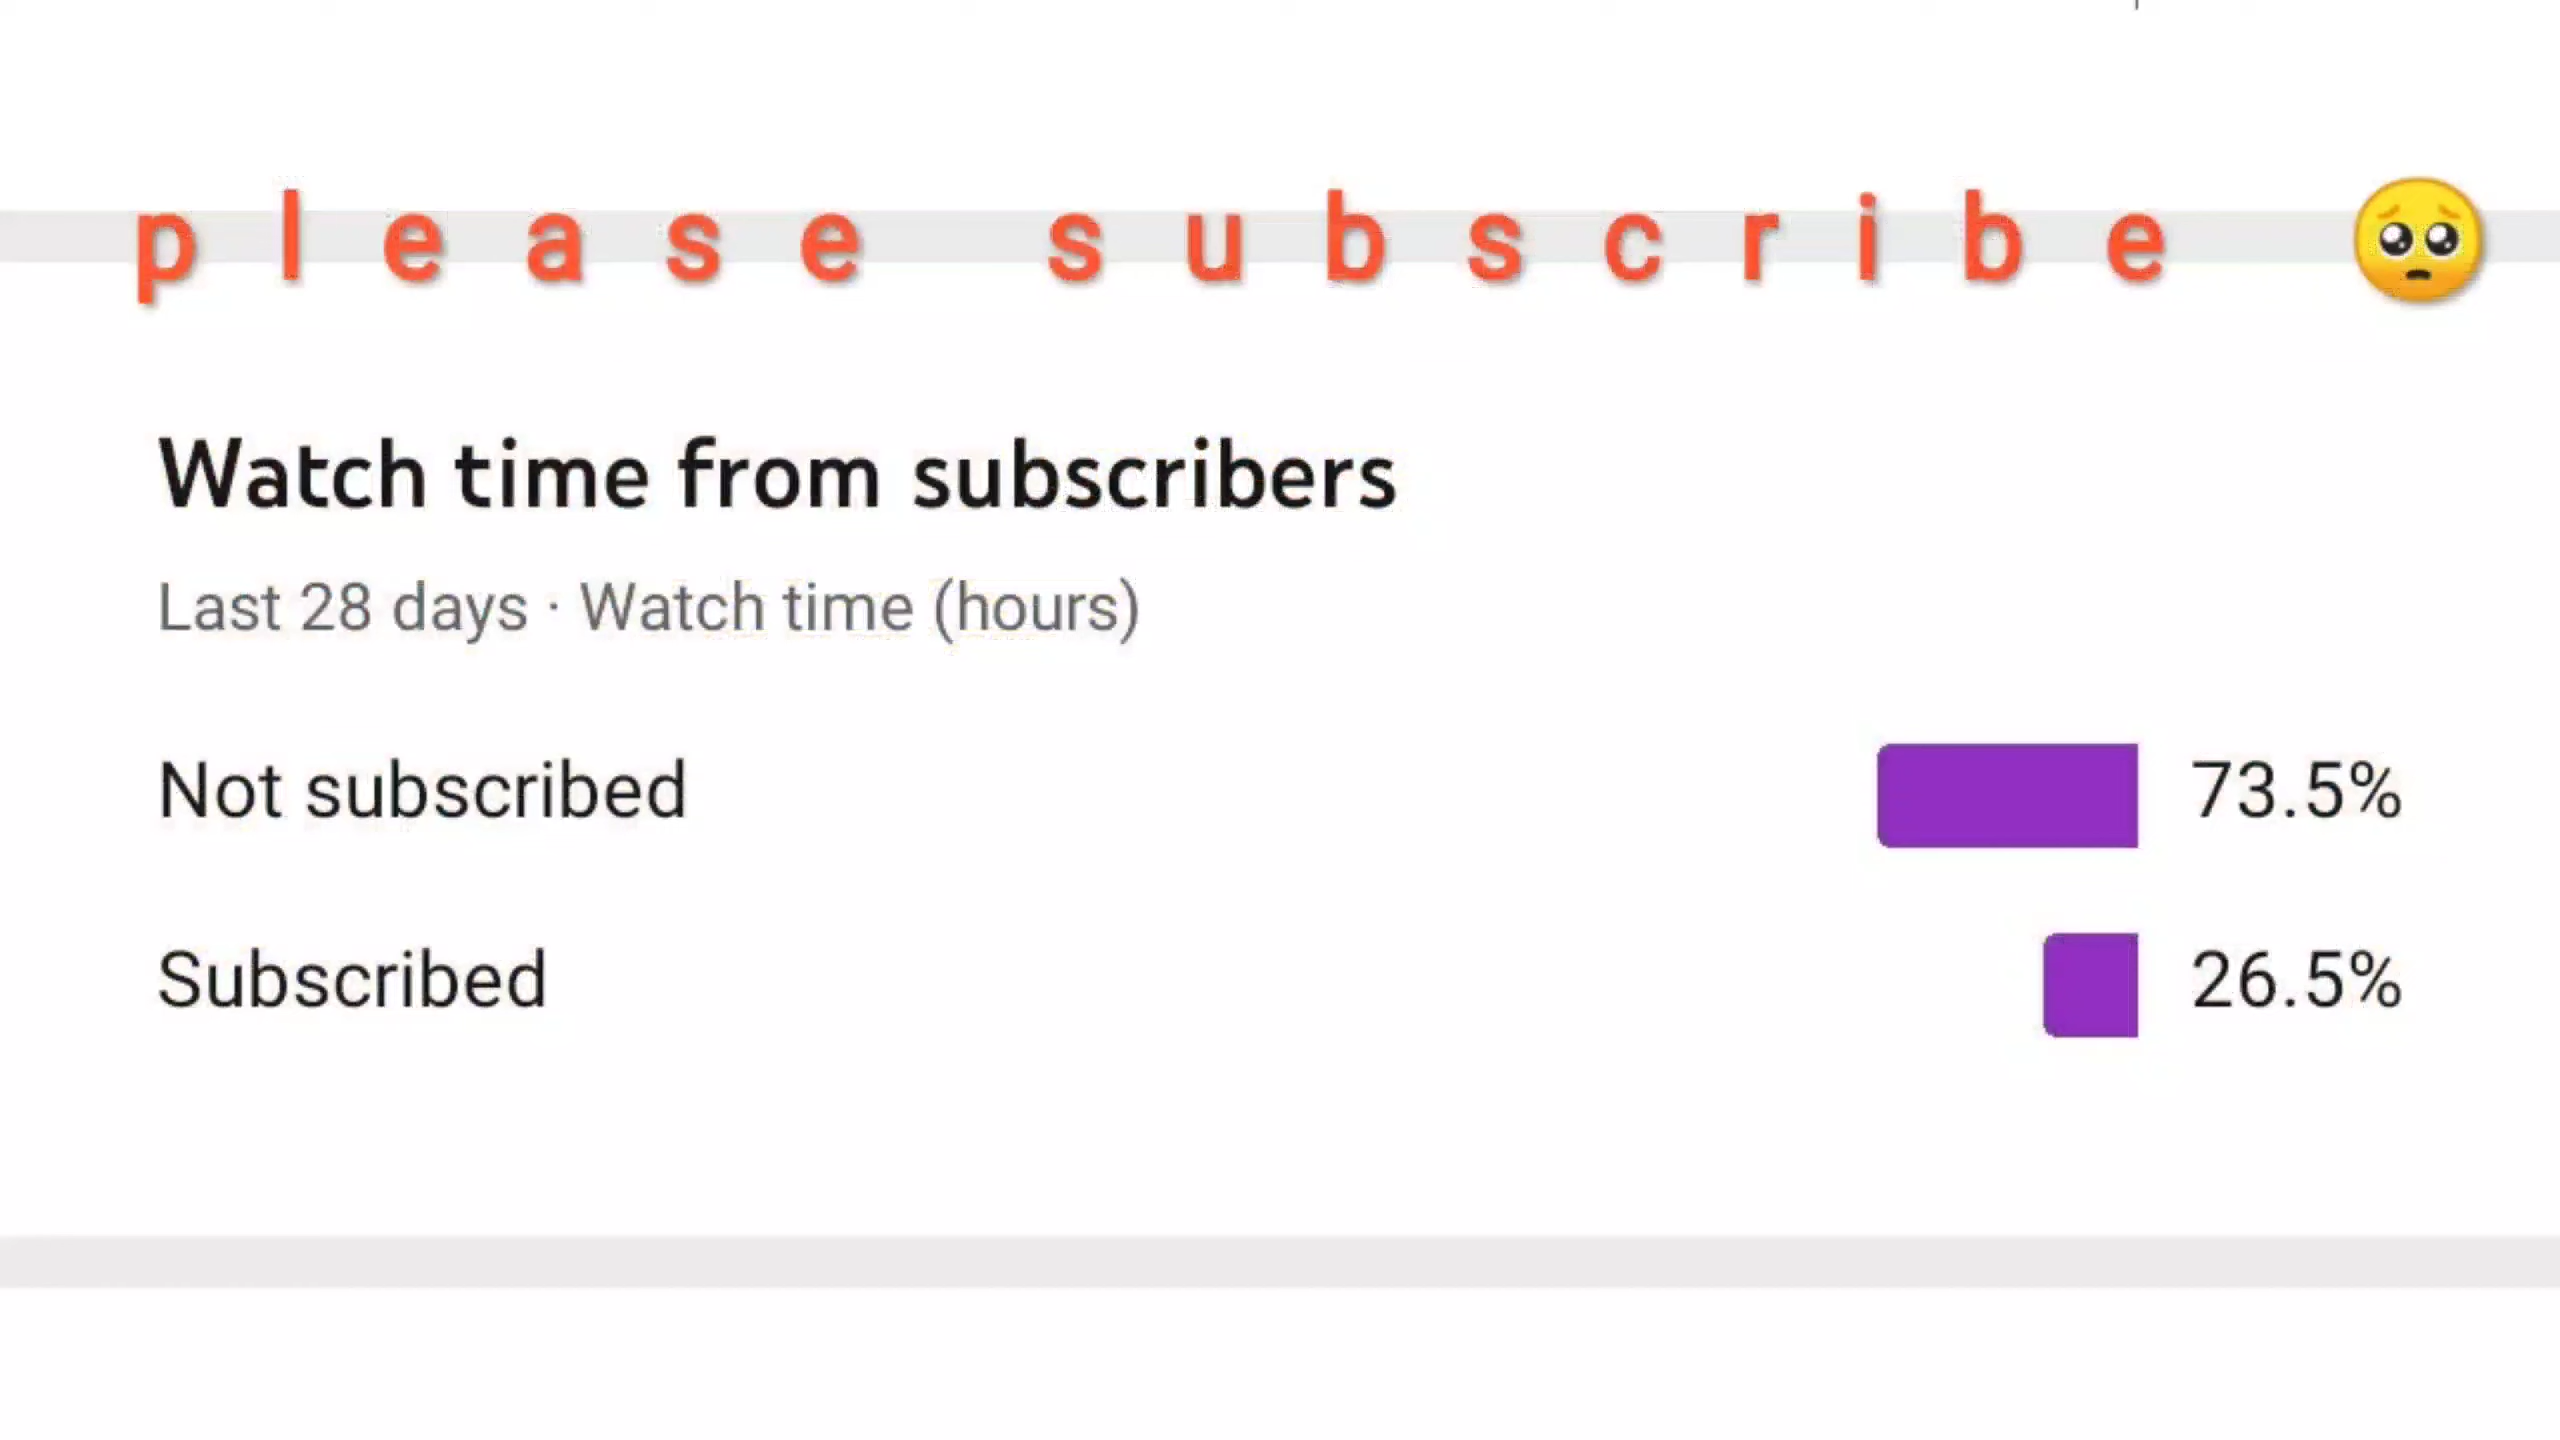 please subscribe 🥺
Watch time from subscribers
Last 28 days · Watch time (hours)
Not subscribed 73.5%
Subscribed 26.5%